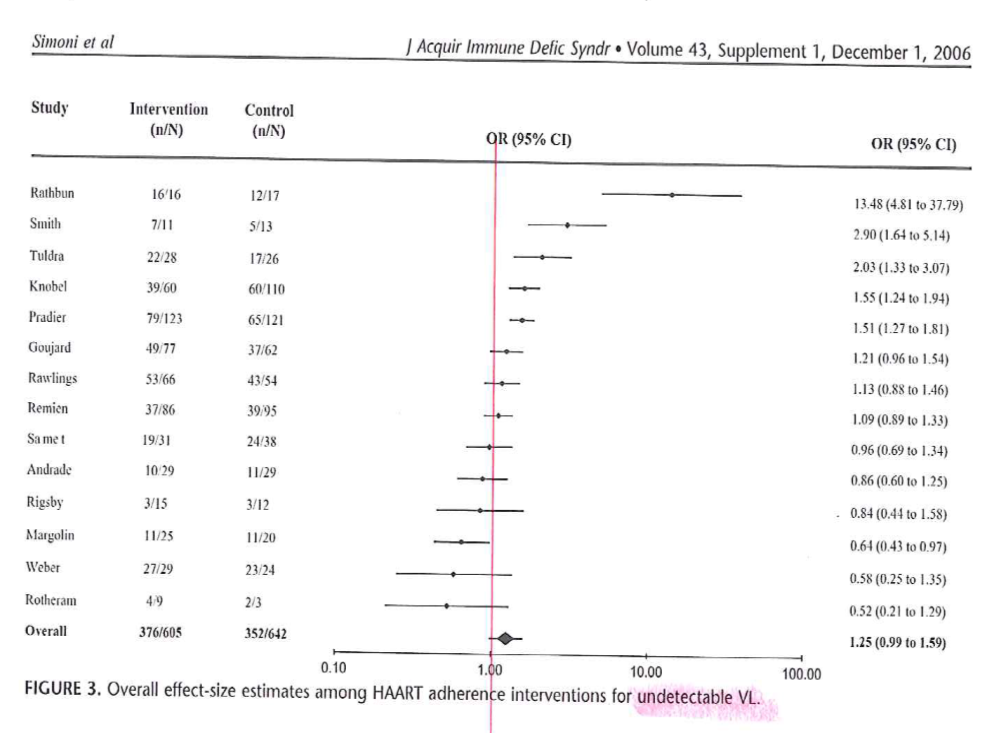 Simoni et al J Acquir Immune Defic Syndr • Volume 43, Supplement 1, December 1, 2006
Study Intervention (n/N) Control (n/N) OR (95% CI) OR (95% CI)
Rathbun 16/16 12/17 13.48 (4.81 to 37.79)
Smith 7/11 5/13 2.90 (1.64 to 5.14)
Tuldra 22/28 17/26 2.03 (1.33 to 3.07)
Knobel 39/60 60/110 1.55 (1.24 to 1.94)
Pradier 79/123 65/121 1.51 (1.27 to 1.81)
Goujard 49/77 37/62 1.21 (0.96 to 1.54)
Rawlings 53/66 43/54 1.13 (0.88 to 1.46)
Remien 37/86 39/95 1.09 (0.89 to 1.33)
Samet 19/31 24/38 0.96 (0.69 to 1.34)
Andrade 10/29 11/29 0.86 (0.60 to 1.25)
Rigsby 3/15 3/12 0.84 (0.44 to 1.58)
Margolin 11/25 11/20 0.64 (0.43 to 0.97)
Weber 27/29 23/24 0.58 (0.25 to 1.35)
Rotheram 4/9 2/3 0.52 (0.21 to 1.29)
Overall 376/605 352/642 1.25 (0.99 to 1.59)
0.10 1.00 10.00 100.00
FIGURE 3. Overall effect-size estimates among HAART adherence interventions for undetectable VL.